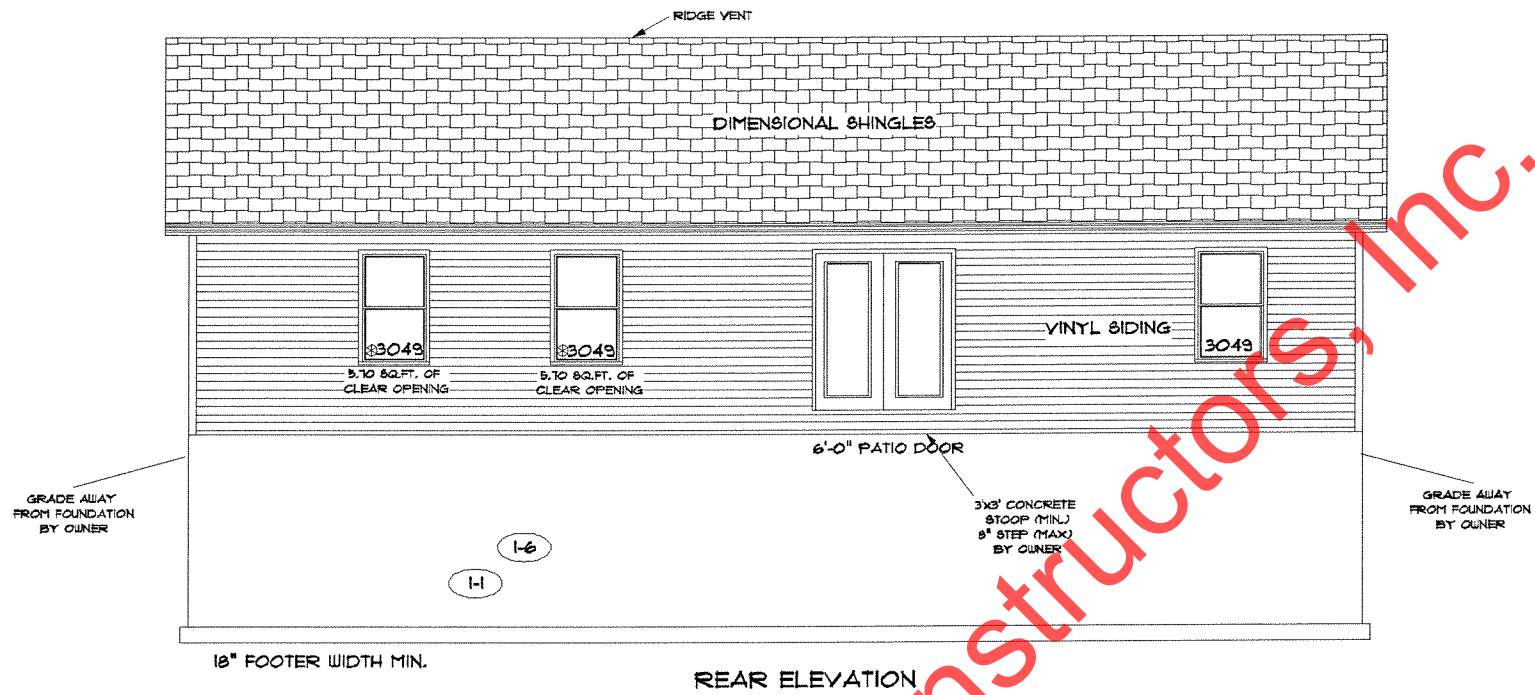 RIDGE VENT
DIMENSIONAL SHINGLES
VINYL SIDING
3049
3049
3049
5.70 SQ.FT. OF
CLEAR OPENING
5.70 SQ.FT. OF
CLEAR OPENING
6'-0" PATIO DOOR
GRADE AWAY
FROM FOUNDATION
BY OWNER
3'x3' CONCRETE
STOOP (MIN.)
8" STEP (MAX)
BY OWNER
GRADE AWAY
FROM FOUNDATION
BY OWNER
1-6
1-1
18" FOOTER WIDTH MIN.
REAR ELEVATION
nstructors, Inc.